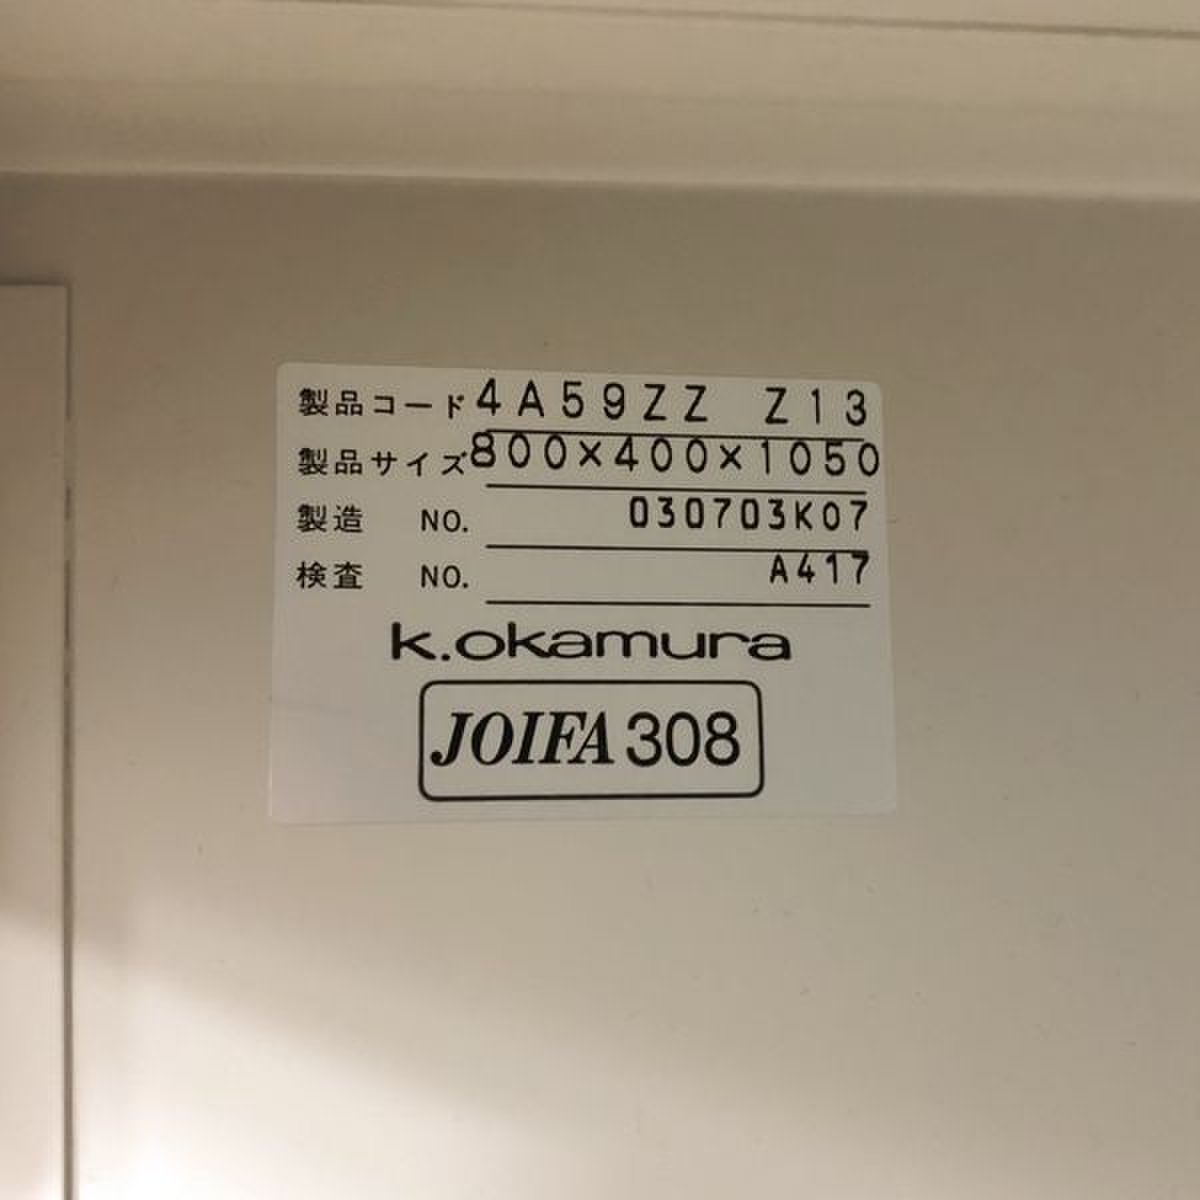 製品コード 4A59ZZ Z13
製品サイズ 800×400×1050
製造 NO. 030703K07
検査 NO. A417
k.okamura
JOIFA 308